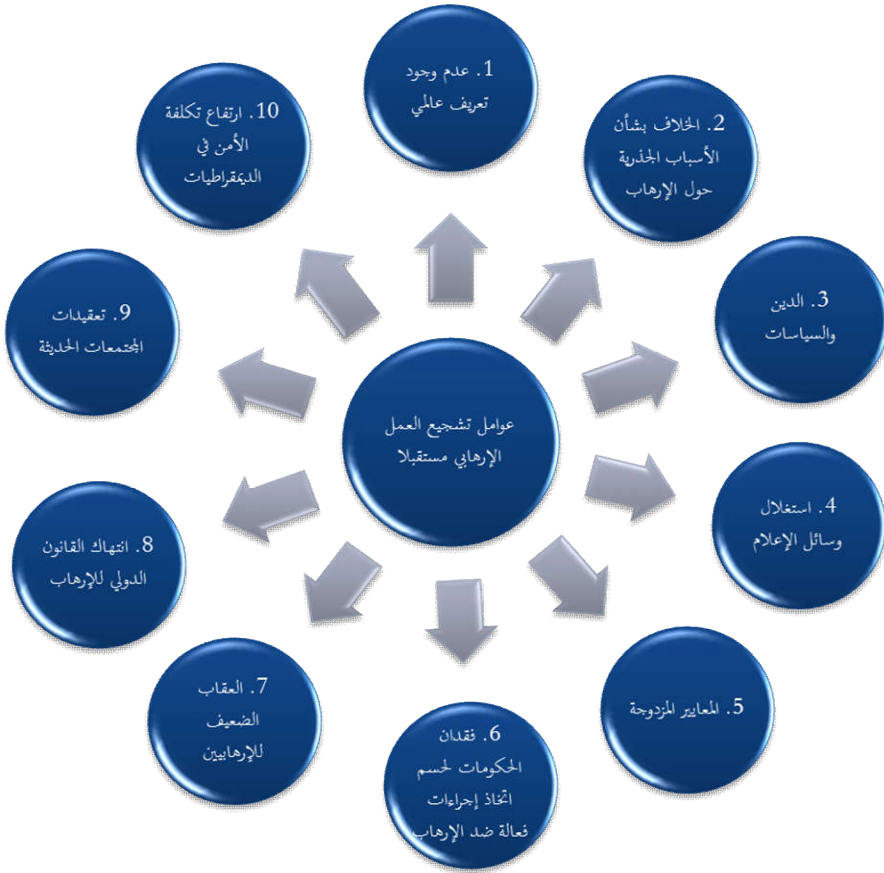 عوامل تشجيع العمل
الإرهابي مستقبلا
1. عدم وجود
تعريف عالمي
2. الخلاف بشأن
الأسباب الجذرية
حول الإرهاب
3. الدين
والسياسات
4. استغلال
وسائل الإعلام
5. المعايير المزدوجة
6. فقدان
الحكومات لحسم
اتخاذ إجراءات
فعالة ضد الإرهاب
7. العقاب
الضعيف
للإرهابيين
8. انتهاك القانون
الدولي للإرهاب
9. تعقيدات
المجتمعات الحديثة
10. ارتفاع تكلفة
الأمن في
الديمقراطيات